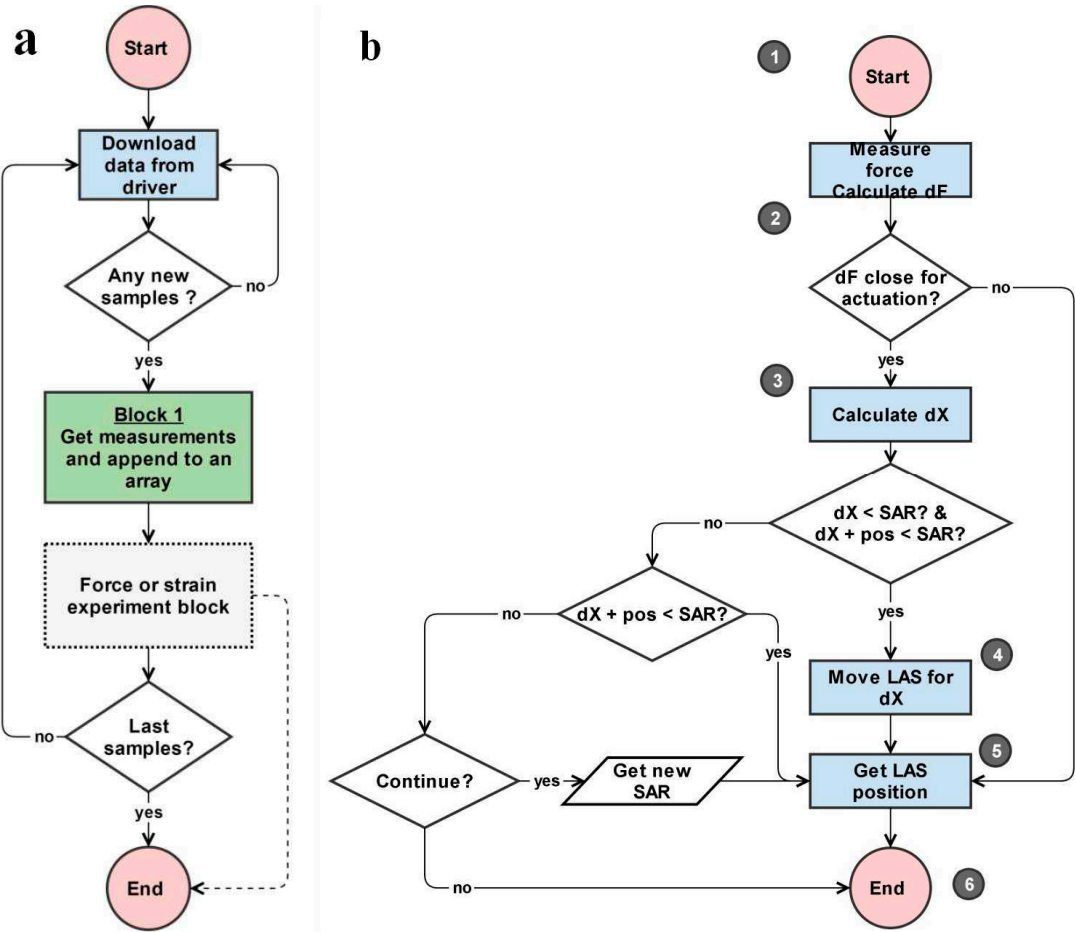 a
Start
Download
data from
driver
Any new
samples ?
no
yes
Block 1
Get measurements
and append to an
array
Force or strain
experiment block
Last
samples?
no
yes
End
b
1
Start
Measure
force
Calculate dF
2
dF close for
actuation?
no
yes
3
Calculate dX
dX < SAR? &
dX + pos < SAR?
no
yes
dX + pos < SAR?
no
yes
4
Move LAS for
dX
5
Get LAS
position
Continue?
yes
Get new
SAR
no
End
6